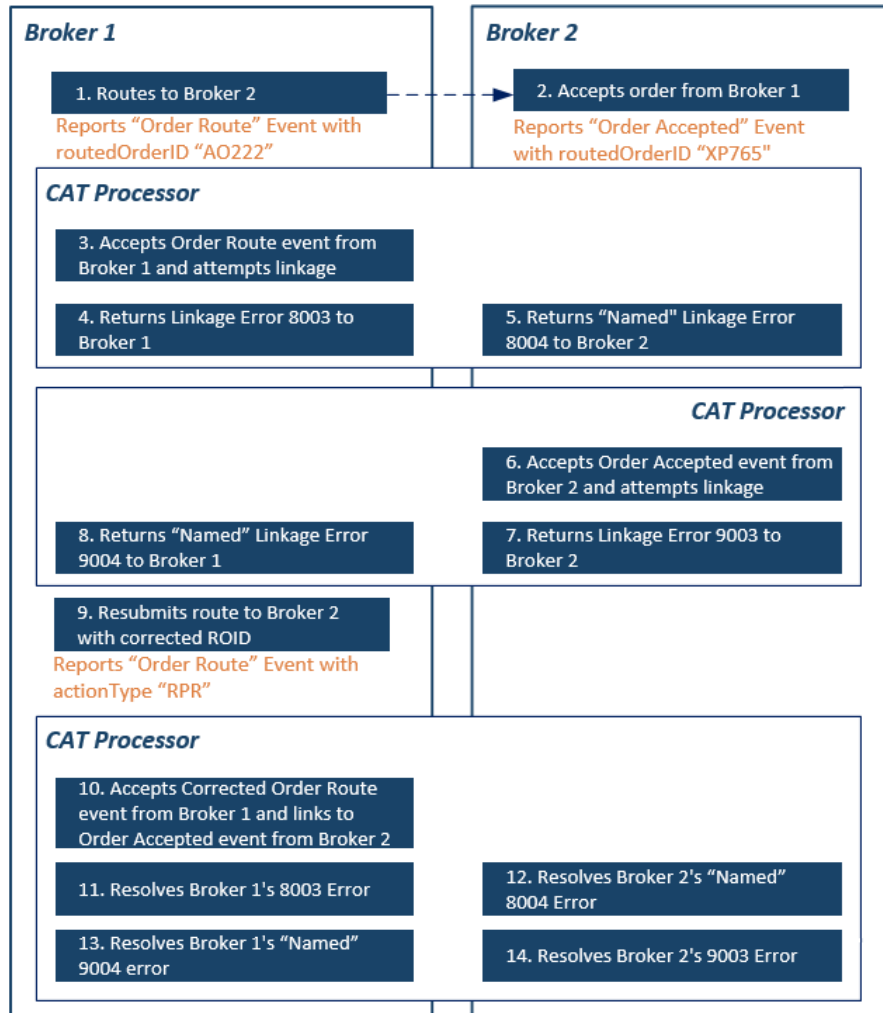 Broker 1
Broker 2
1. Routes to Broker 2
2. Accepts order from Broker 1
Reports “Order Route” Event with
routedOrderID “AO222”
Reports “Order Accepted” Event
with routedOrderID “XP765"
CAT Processor
3. Accepts Order Route event from
Broker 1 and attempts linkage
4. Returns Linkage Error 8003 to
Broker 1
5. Returns “Named" Linkage Error
8004 to Broker 2
CAT Processor
6. Accepts Order Accepted event from
Broker 2 and attempts linkage
8. Returns “Named” Linkage Error
9004 to Broker 1
7. Returns Linkage Error 9003 to
Broker 2
9. Resubmits route to Broker 2
with corrected ROID
Reports “Order Route” Event with
actionType “RPR”
CAT Processor
10. Accepts Corrected Order Route
event from Broker 1 and links to
Order Accepted event from Broker 2
11. Resolves Broker 1's 8003 Error
12. Resolves Broker 2's “Named”
8004 Error
13. Resolves Broker 1's “Named”
9004 error
14. Resolves Broker 2's 9003 Error